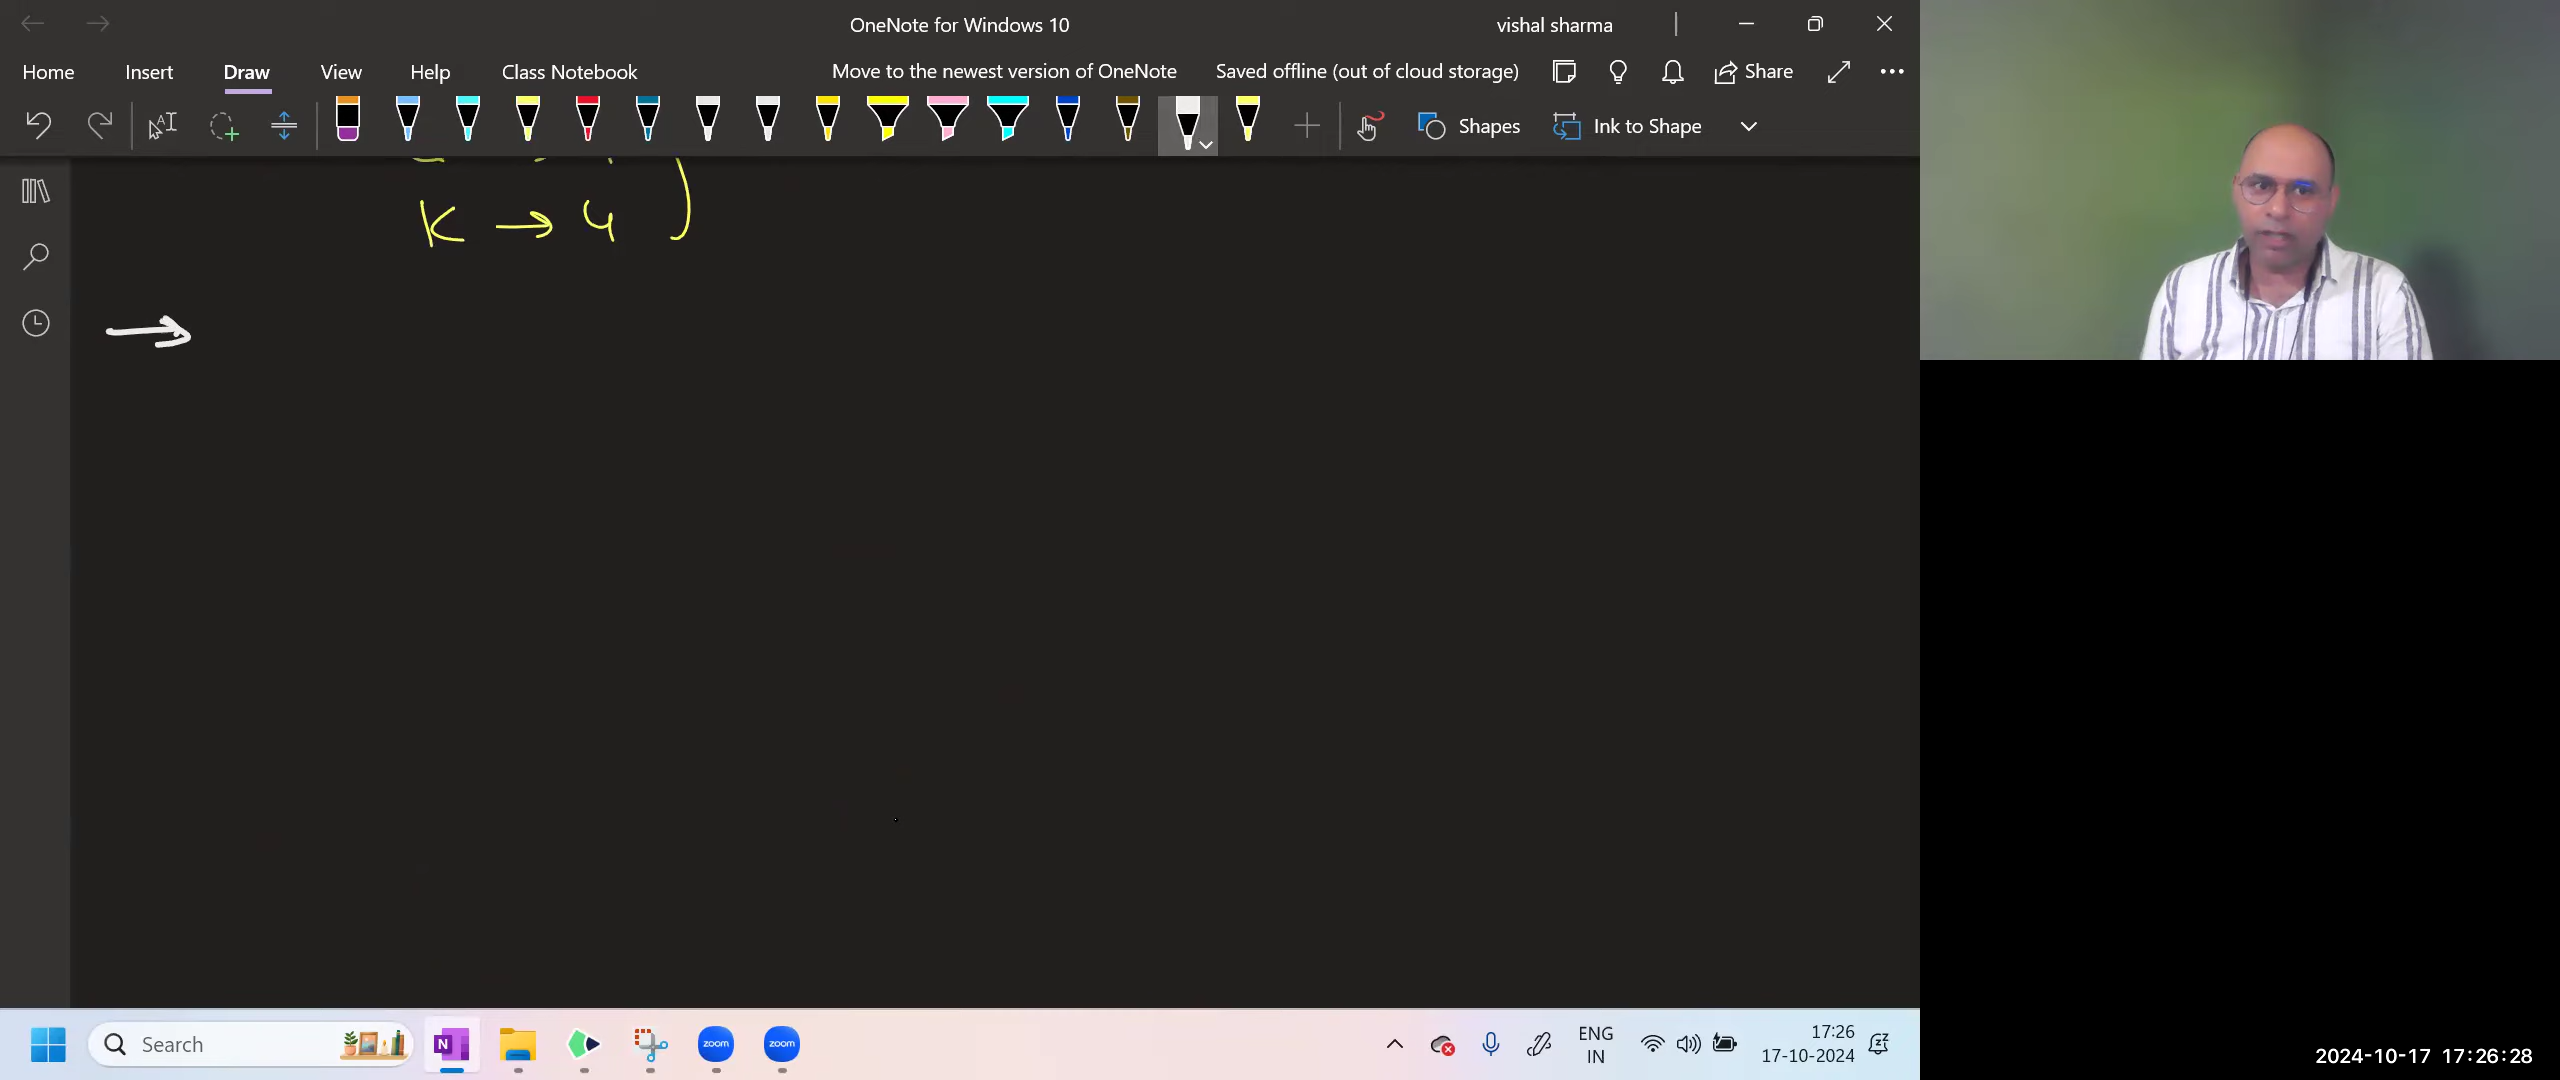 OneNote for Windows 10
vishal sharma
Home Insert Draw View Help Class Notebook Move to the newest version of OneNote Saved offline (out of cloud storage) Share
Shapes Ink to Shape
K → 4
Search
zoom zoom
ENG
IN
17:26
17-10-2024
2024-10-17 17:26:28